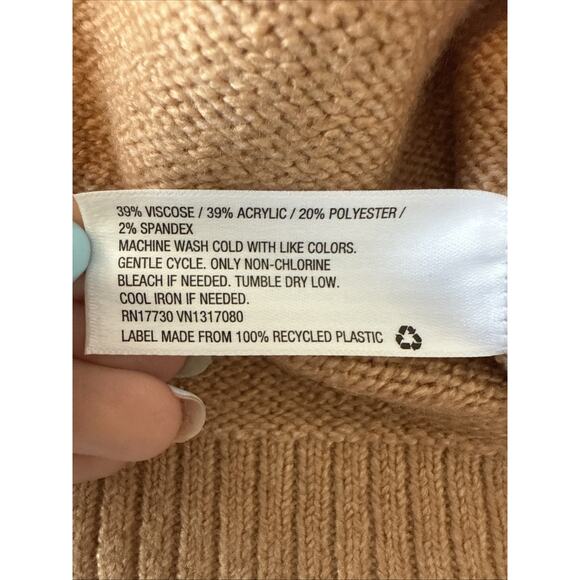 39% VISCOSE / 39% ACRYLIC / 20% POLYESTER /
2% SPANDEX
MACHINE WASH COLD WITH LIKE COLORS.
GENTLE CYCLE. ONLY NON-CHLORINE
BLEACH IF NEEDED. TUMBLE DRY LOW.
COOL IRON IF NEEDED.
RN17730 VN1317080
LABEL MADE FROM 100% RECYCLED PLASTIC